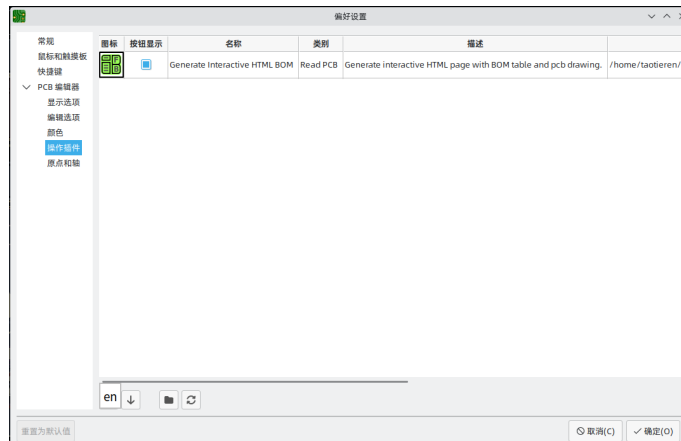 偏好设置
常规
鼠标和触摸板
快捷键
PCB 编辑器
显示选项
编辑选项
颜色
操作插件
原点和轴
图标 按钮显示 名称 类别 描述
Generate Interactive HTML BOM Read PCB Generate interactive HTML page with BOM table and pcb drawing. /home/taotieren/
en
重置为默认值
取消(C) 确定(O)